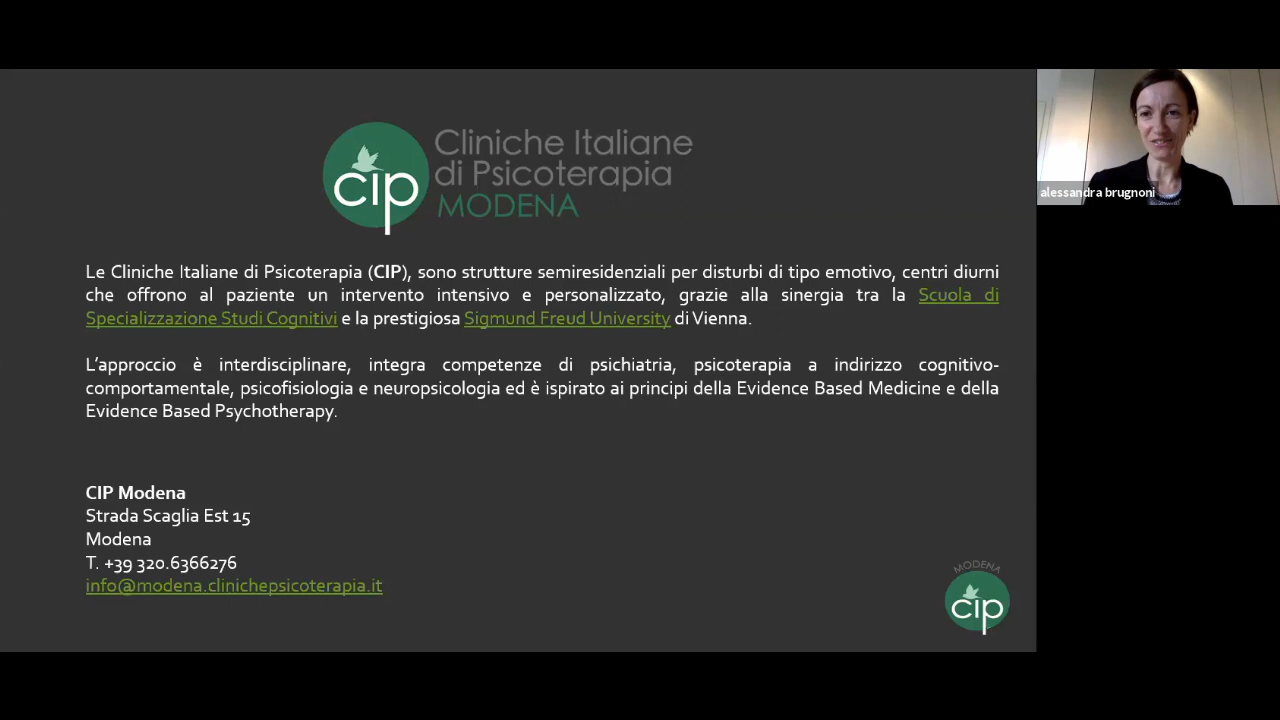 cip
Cliniche Italiane
di Psicoterapia
MODENA
alessandra brugnoni
Le Cliniche Italiane di Psicoterapia (CIP), sono strutture semiresidenziali per disturbi di tipo emotivo, centri diurni
che offrono al paziente un intervento intensivo e personalizzato, grazie alla sinergia tra la Scuola di
Specializzazione Studi Cognitivi e la prestigiosa Sigmund Freud University di Vienna.
L’approccio è interdisciplinare, integra competenze di psichiatria, psicoterapia a indirizzo cognitivo-
comportamentale, psicofisiologia e neuropsicologia ed è ispirato ai principi della Evidence Based Medicine e della
Evidence Based Psychotherapy.
CIP Modena
Strada Scaglia Est 15
Modena
T. +39 320.6366276
info@modena.clinichepsicoterapia.it
MODENA
cip